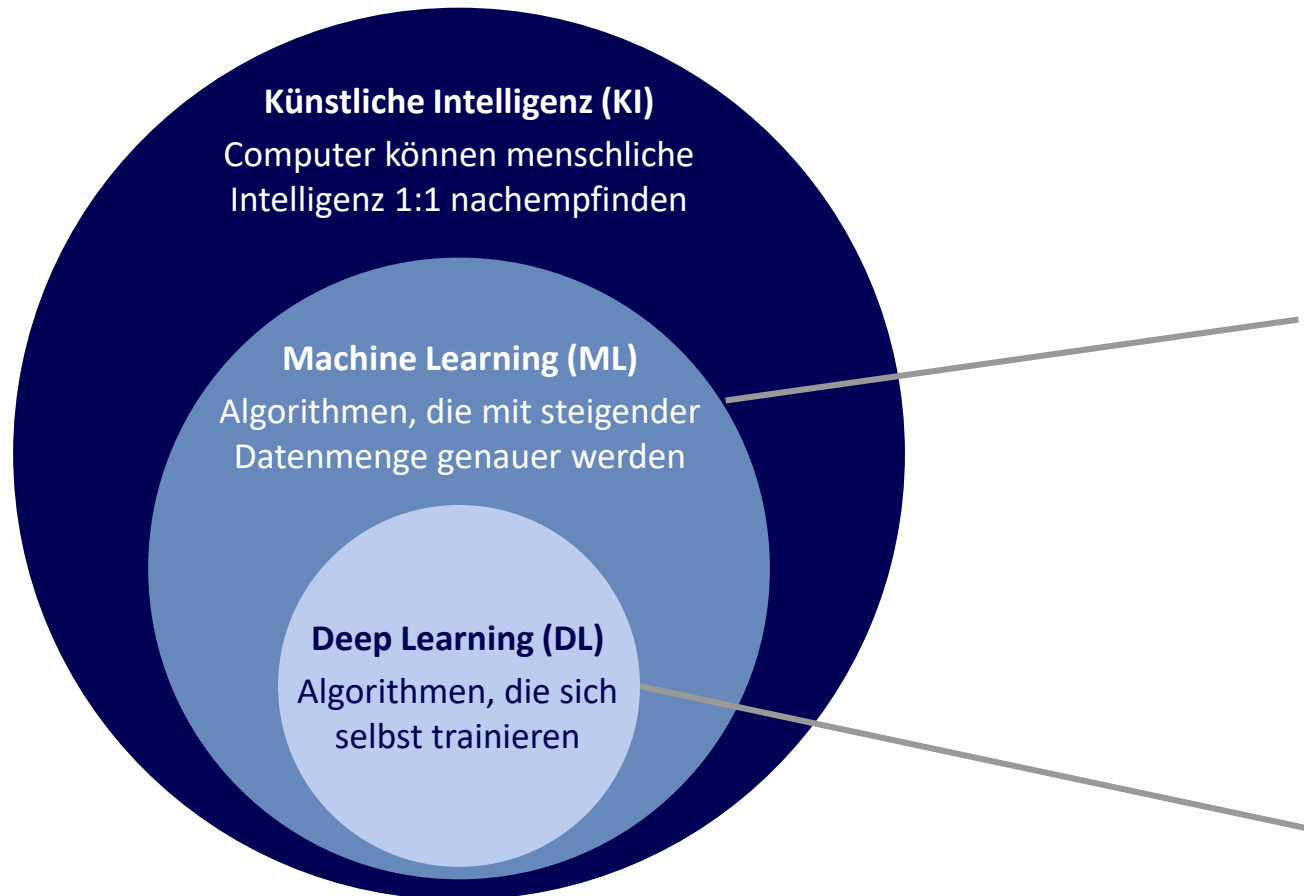 Künstliche Intelligenz (KI)
Computer können menschliche
Intelligenz 1:1 nachempfinden
Machine Learning (ML)
Algorithmen, die mit steigender
Datenmenge genauer werden
Deep Learning (DL)
Algorithmen, die sich
selbst trainieren